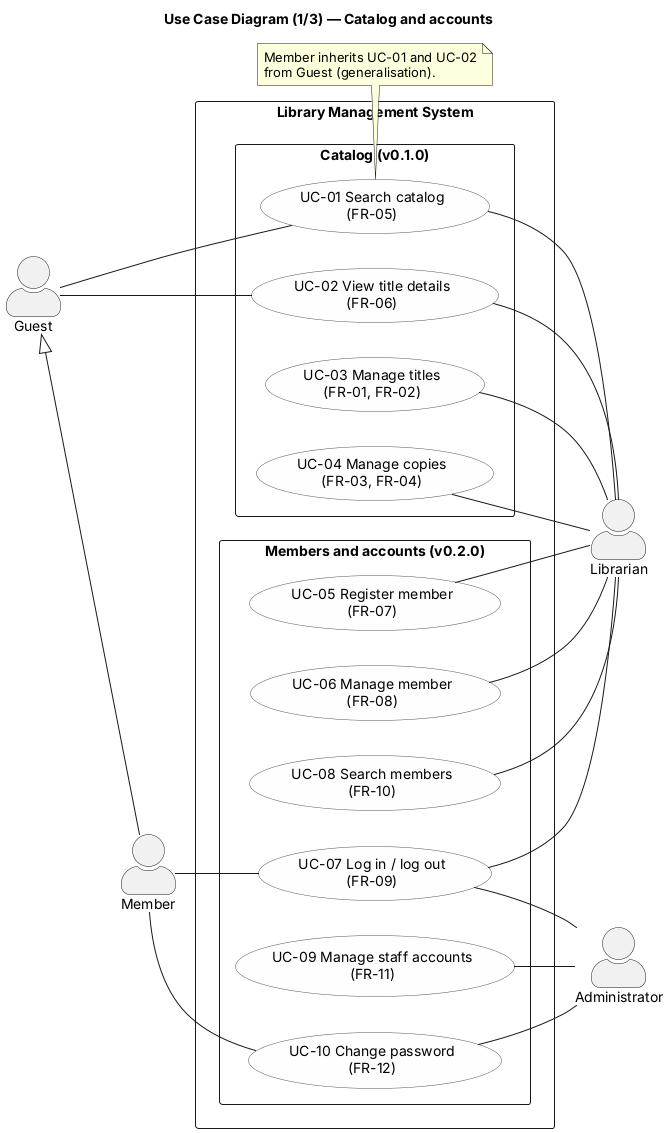 Use Case Diagram (1/3) — Catalog and accounts
Member inherits UC-01 and UC-02
from Guest (generalisation).
Library Management System
Catalog (v0.1.0)
UC-01 Search catalog
(FR-05)
UC-02 View title details
(FR-06)
Guest
UC-03 Manage titles
(FR-01, FR-02)
UC-04 Manage copies
(FR-03, FR-04)
Librarian
Members and accounts (v0.2.0)
UC-05 Register member
(FR-07)
UC-06 Manage member
(FR-08)
UC-08 Search members
(FR-10)
UC-07 Log in / log out
(FR-09)
Member
UC-09 Manage staff accounts
(FR-11)
Administrator
UC-10 Change password
(FR-12)